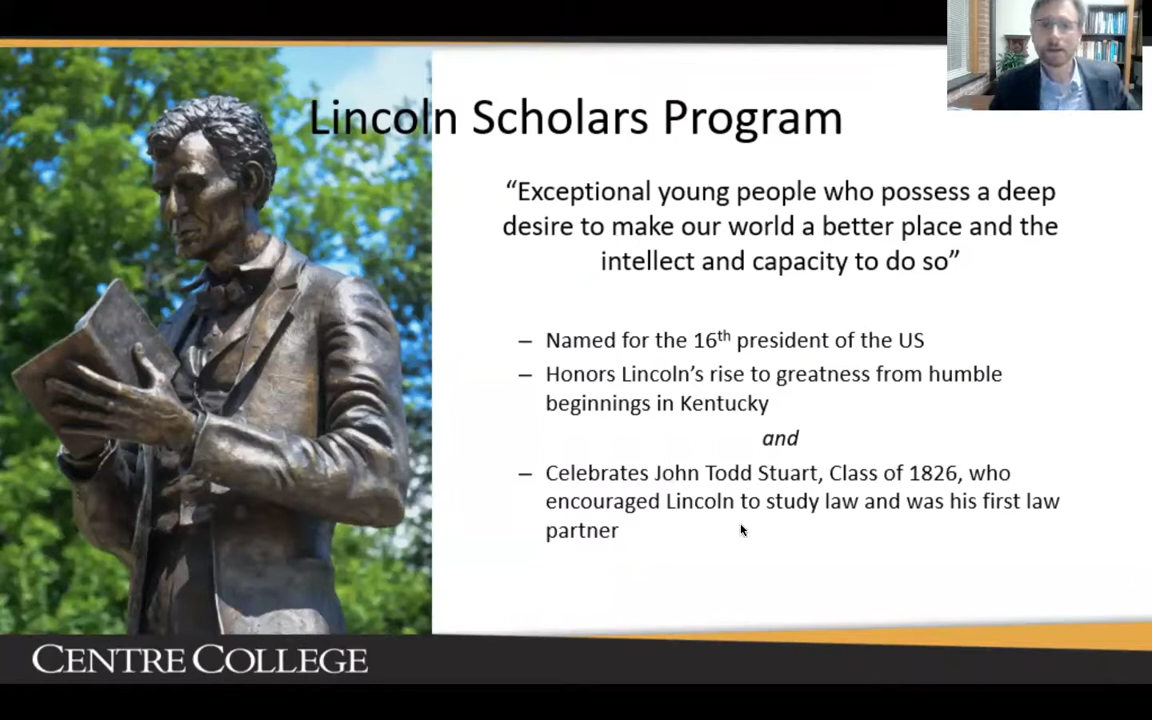 Lincoln Scholars Program
“Exceptional young people who possess a deep
desire to make our world a better place and the
intellect and capacity to do so”
– Named for the 16th president of the US
– Honors Lincoln’s rise to greatness from humble
beginnings in Kentucky
and
– Celebrates John Todd Stuart, Class of 1826, who
encouraged Lincoln to study law and was his first law
partner
CENTRE COLLEGE